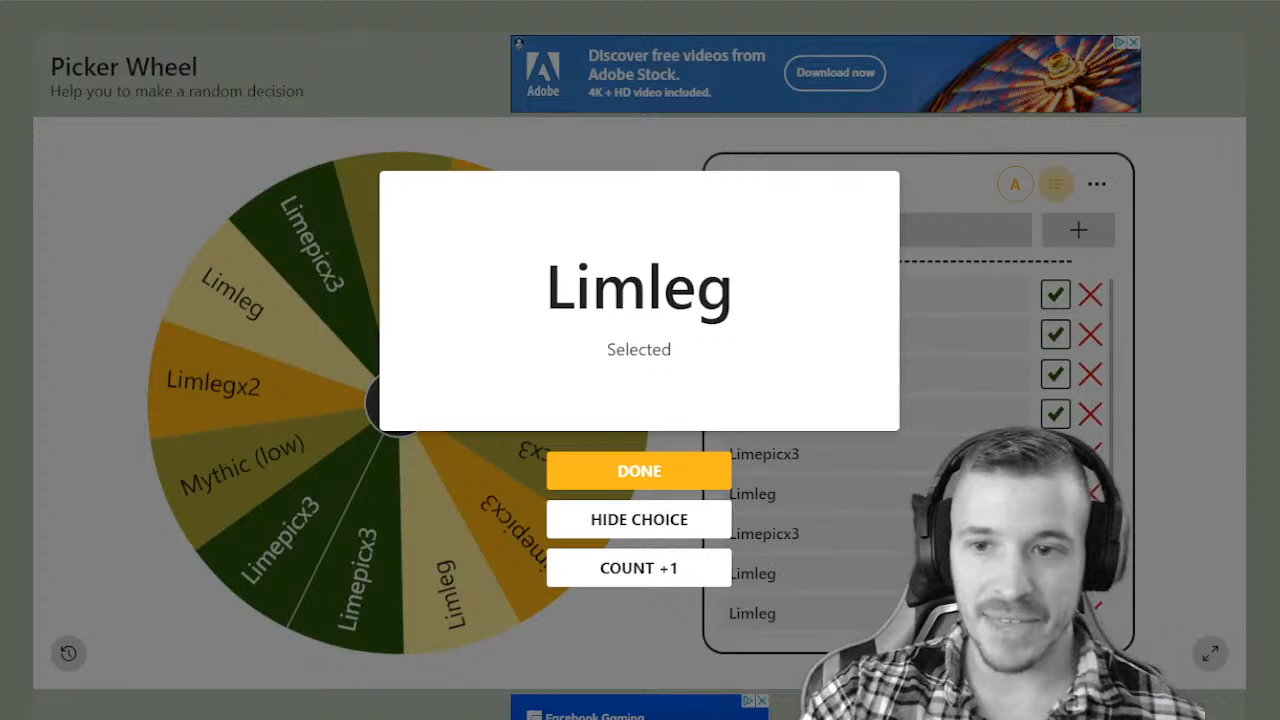 Picker Wheel
Help you to make a random decision
Adobe
Discover free videos from
Adobe Stock.
4K + HD video included.
Download now
A
Limepicx3
Limleg
Limlegx2
Mythic (low)
Limepicx3
Limepicx3
Limleg
Limepicx3
cx3
Limleg
Selected
DONE
HIDE CHOICE
COUNT +1
Limepicx3
Limleg
Limepicx3
Limleg
Limleg
Facebook Gaming